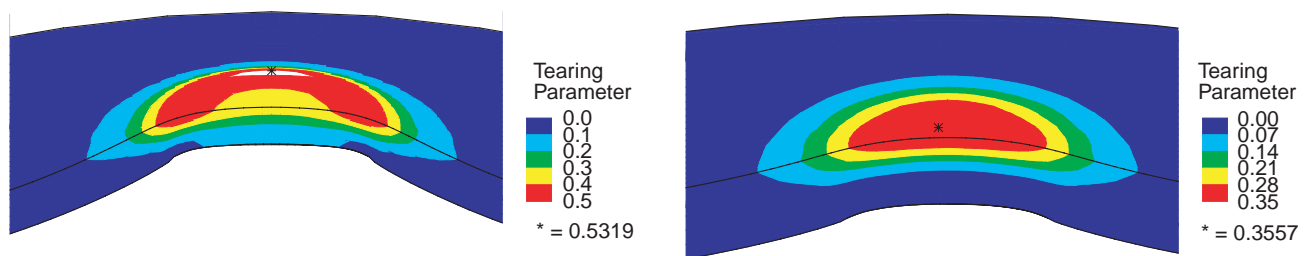 Tearing
Parameter
0.0
0.1
0.2
0.3
0.4
0.5
* = 0.5319
Tearing
Parameter
0.00
0.07
0.14
0.21
0.28
0.35
* = 0.3557